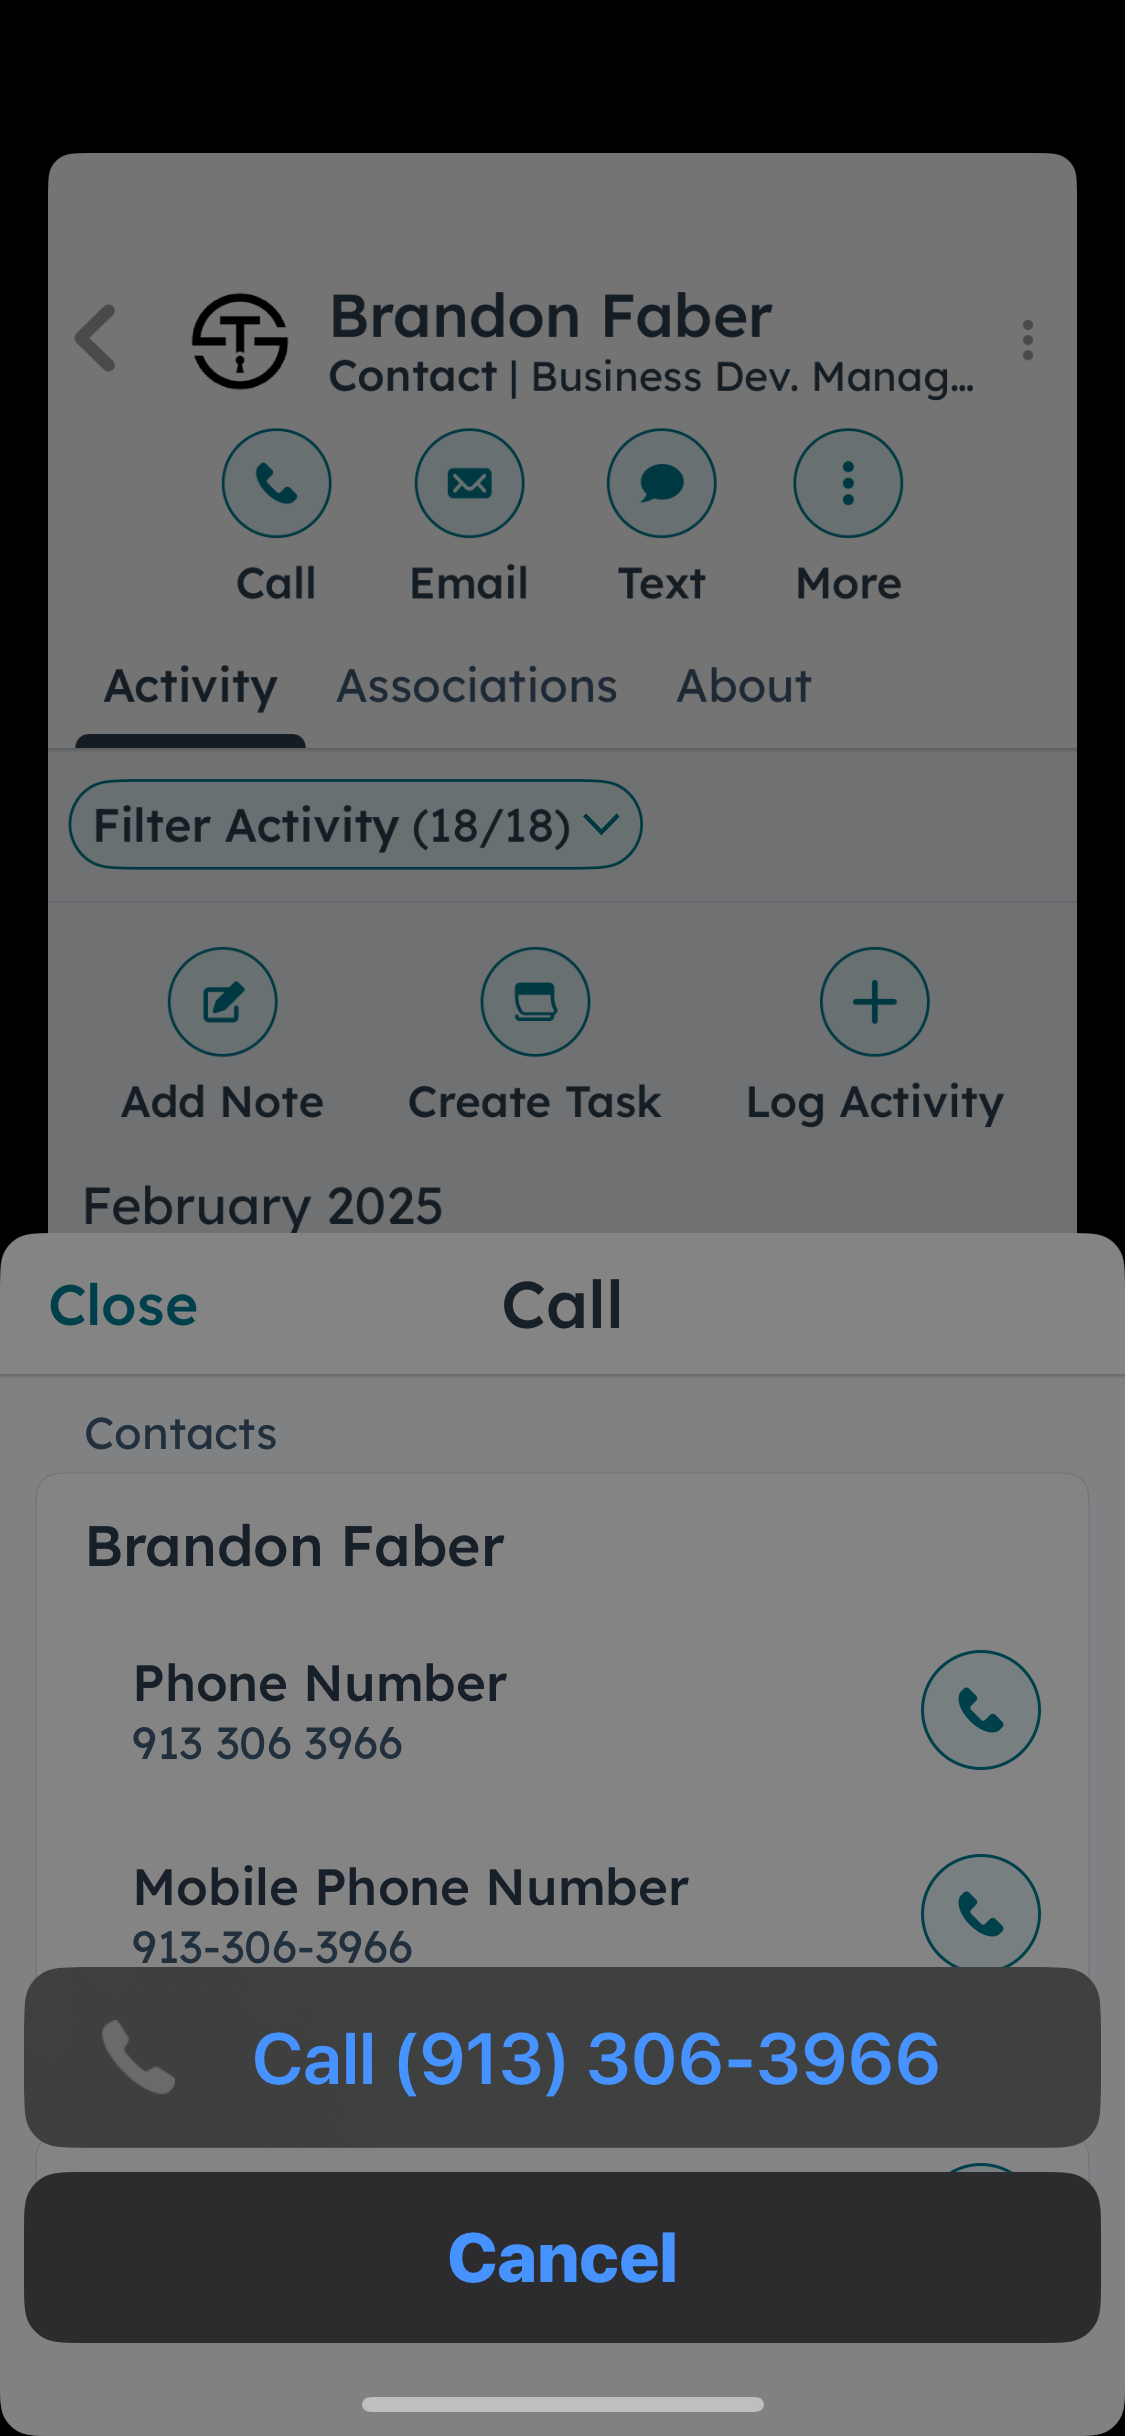 Brandon Faber
Contact | Business Dev. Manag...
Call
Email
Text
More
Activity
Associations
About
Filter Activity (18/18)
Add Note
Create Task
Log Activity
February 2025
Close
Call
Contacts
Brandon Faber
Phone Number
913 306 3966
Mobile Phone Number
913-306-3966
Call (913) 306-3966
Cancel